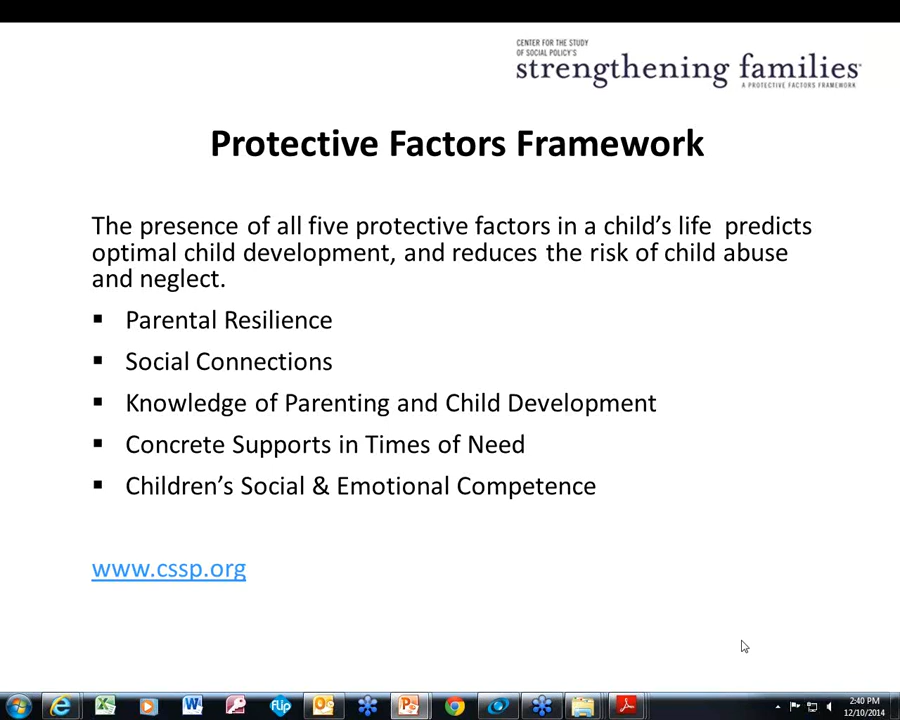 CENTER FOR THE STUDY
OF SOCIAL POLICY'S
strengthening families
A PROTECTIVE FACTORS FRAMEWORK
Protective Factors Framework
The presence of all five protective factors in a child's life  predicts
optimal child development, and reduces the risk of child abuse
and neglect.
▪ Parental Resilience
▪ Social Connections
▪ Knowledge of Parenting and Child Development
▪ Concrete Supports in Times of Need
▪ Children's Social & Emotional Competence
www.cssp.org
Flip
2:40 PM
12/10/2014